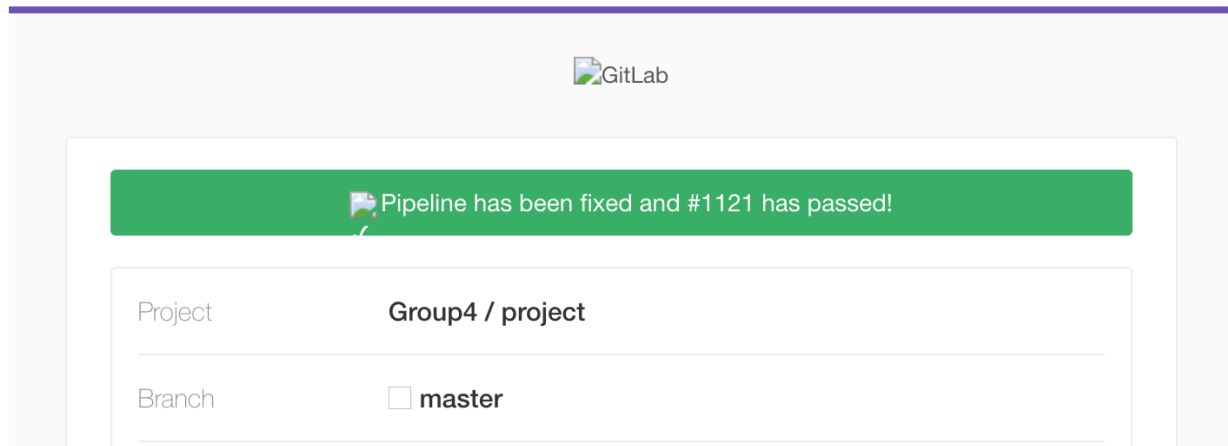 GitLab
Pipeline has been fixed and #1121 has passed!
Project Group4 / project
Branch master